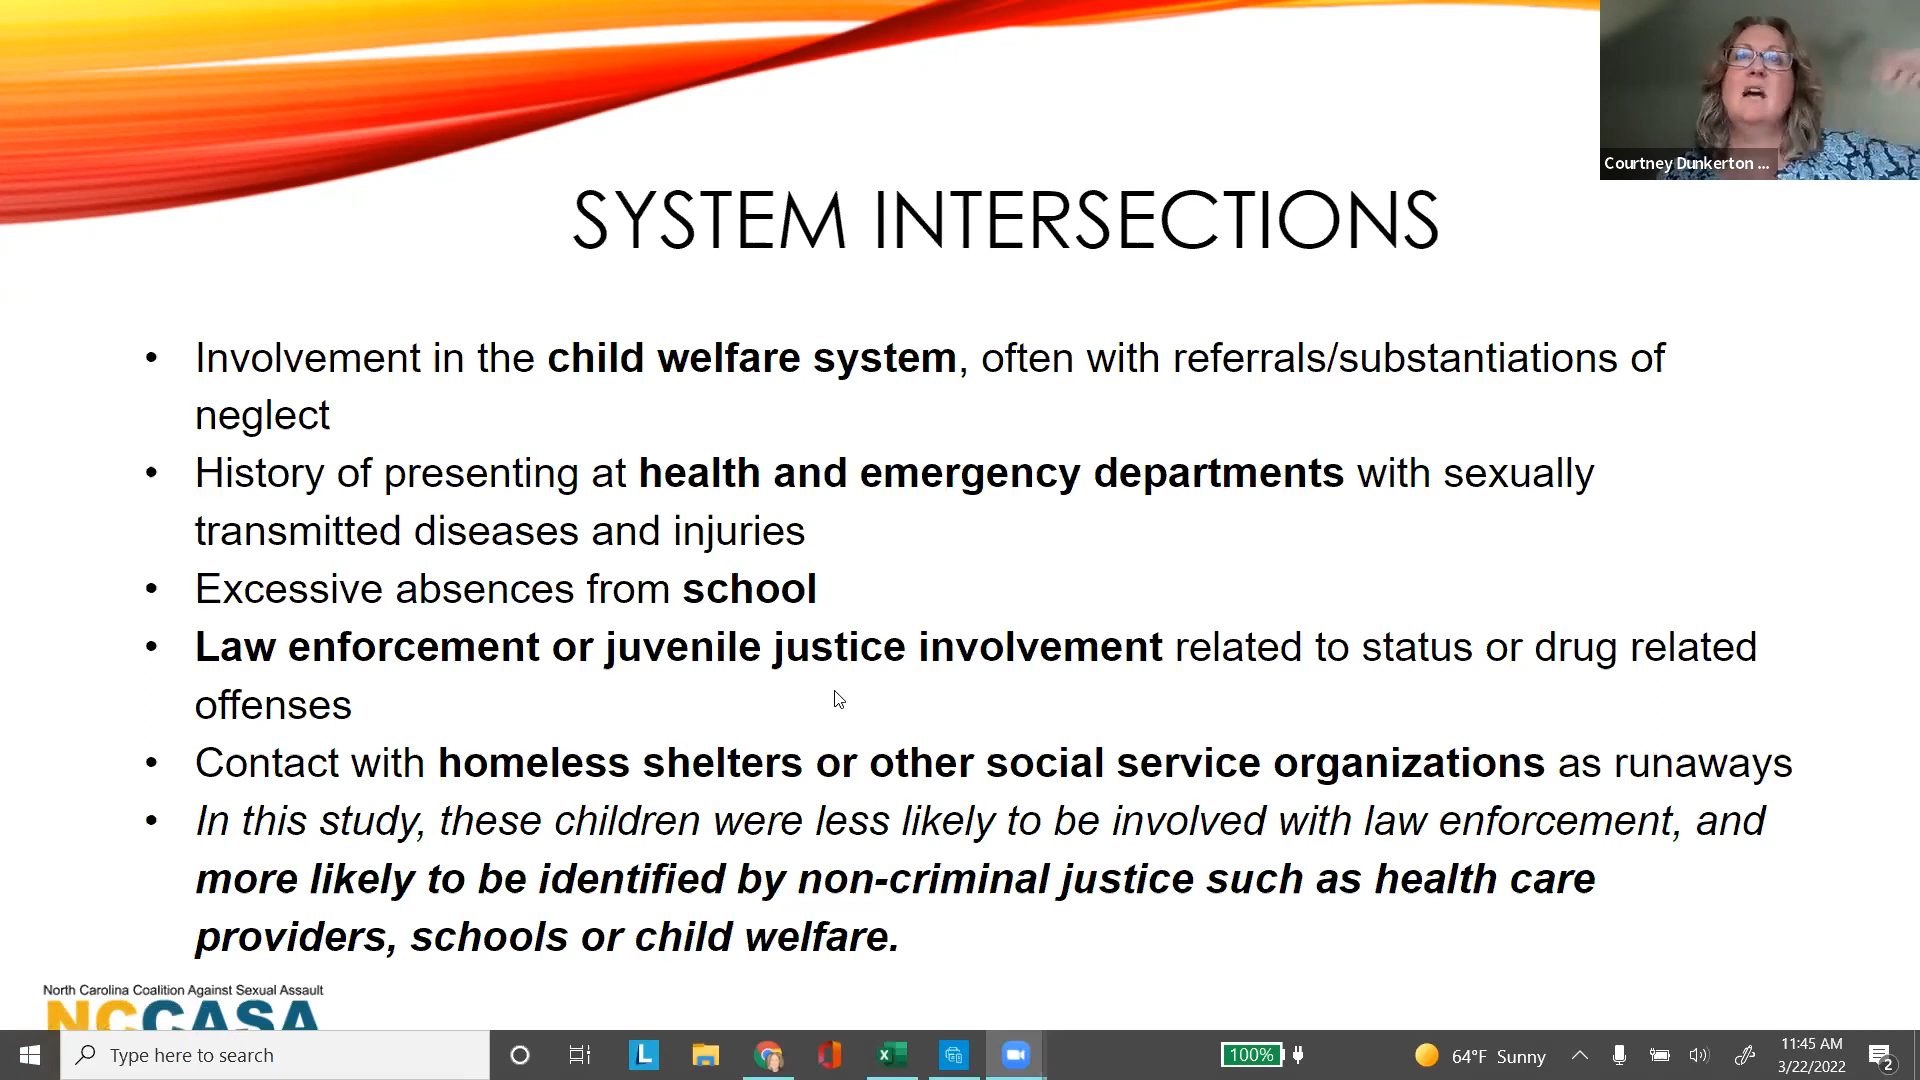 Courtney Dunkerton ...
SYSTEM INTERSECTIONS
• Involvement in the child welfare system, often with referrals/substantiations of
neglect
• History of presenting at health and emergency departments with sexually
transmitted diseases and injuries
• Excessive absences from school
• Law enforcement or juvenile justice involvement related to status or drug related
offenses
• Contact with homeless shelters or other social service organizations as runaways
• In this study, these children were less likely to be involved with law enforcement, and
more likely to be identified by non-criminal justice such as health care
providers, schools or child welfare.
North Carolina Coalition Against Sexual Assault
NCCASA
Type here to search
L
100%
64°F Sunny
11:45 AM
3/22/2022
2